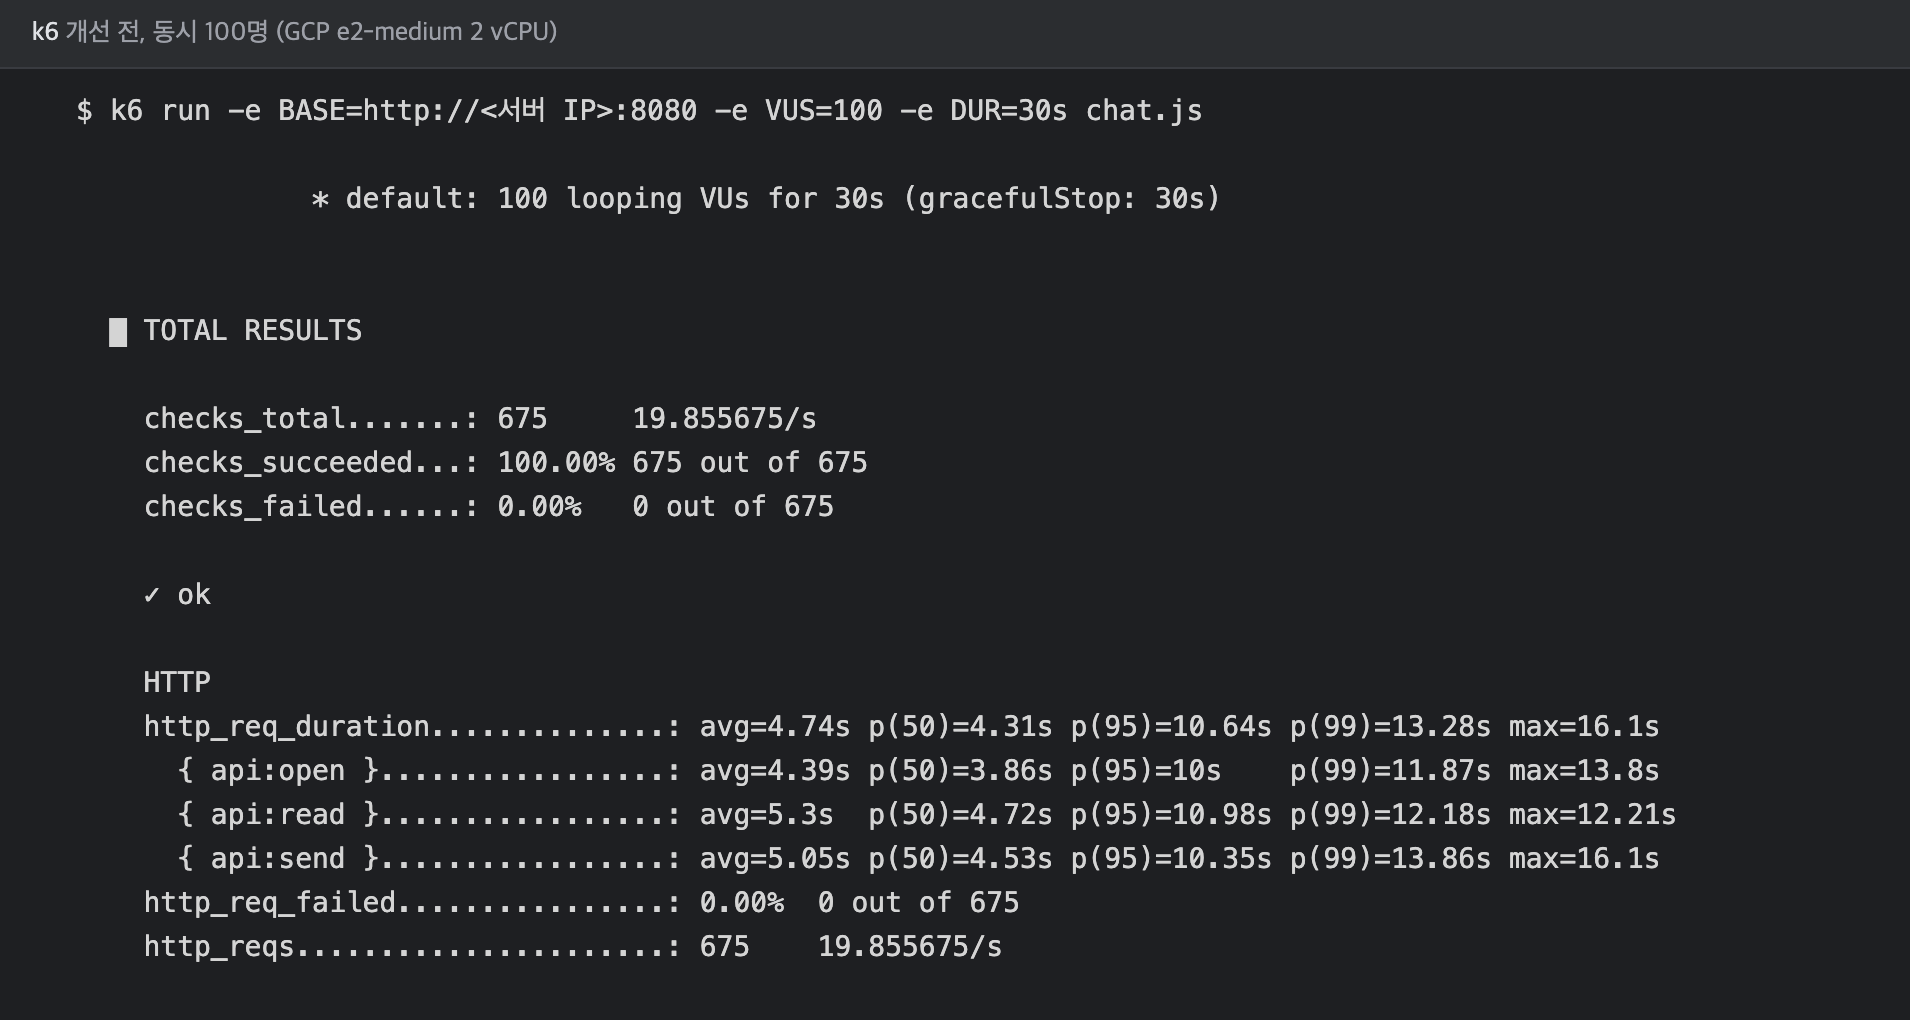 k6 개선 전, 동시 100명 (GCP e2-medium 2 vCPU)
$ k6 run -e BASE=http://<서버 IP>:8080 -e VUS=100 -e DUR=30s chat.js
* default: 100 looping VUs for 30s (gracefulStop: 30s)
█ TOTAL RESULTS
checks_total.......: 675     19.855675/s
checks_succeeded...: 100.00% 675 out of 675
checks_failed......: 0.00%   0 out of 675
✓ ok
HTTP
http_req_duration..............: avg=4.74s p(50)=4.31s p(95)=10.64s p(99)=13.28s max=16.1s
{ api:open }.................: avg=4.39s p(50)=3.86s p(95)=10s    p(99)=11.87s max=13.8s
{ api:read }.................: avg=5.3s  p(50)=4.72s p(95)=10.98s p(99)=12.18s max=12.21s
{ api:send }.................: avg=5.05s p(50)=4.53s p(95)=10.35s p(99)=13.86s max=16.1s
http_req_failed................: 0.00%  0 out of 675
http_reqs......................: 675    19.855675/s